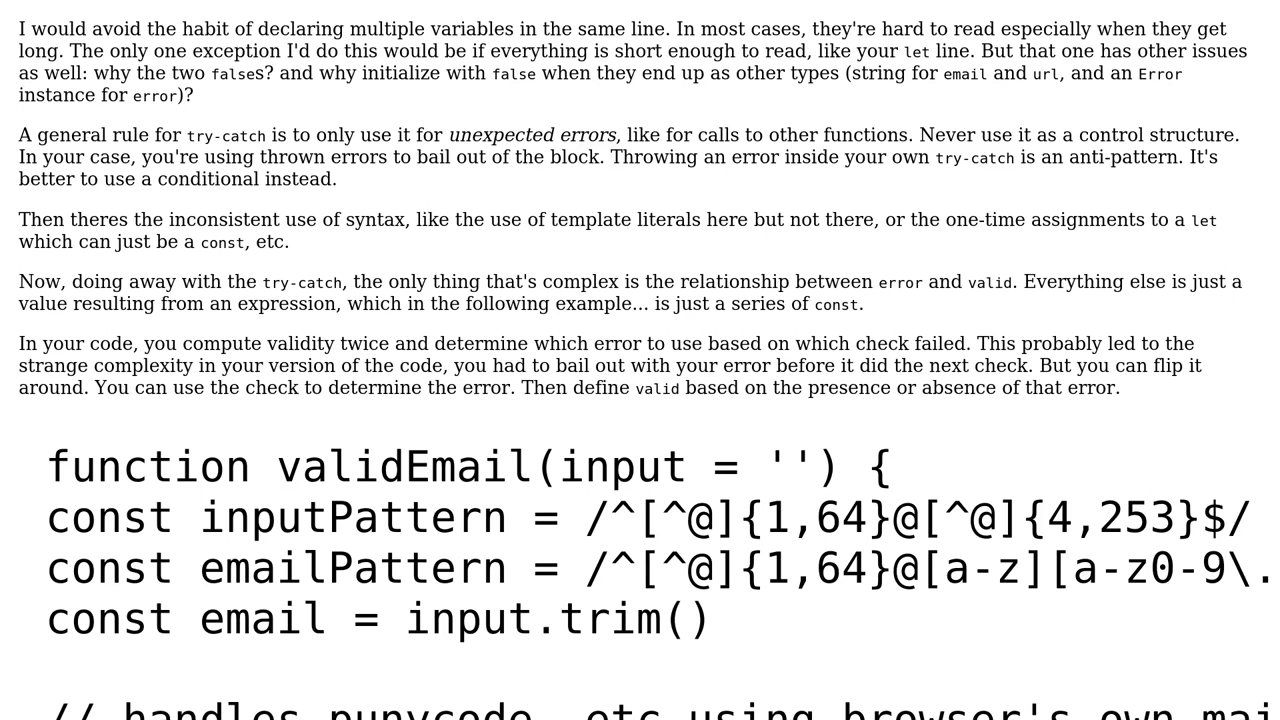 I would avoid the habit of declaring multiple variables in the same line. In most cases, they're hard to read especially when they get
long. The only one exception I'd do this would be if everything is short enough to read, like your let line. But that one has other issues
as well: why the two falses? and why initialize with false when they end up as other types (string for email and url, and an Error
instance for error)?
A general rule for try-catch is to only use it for unexpected errors, like for calls to other functions. Never use it as a control structure.
In your case, you're using thrown errors to bail out of the block. Throwing an error inside your own try-catch is an anti-pattern. It's
better to use a conditional instead.
Then theres the inconsistent use of syntax, like the use of template literals here but not there, or the one-time assignments to a let
which can just be a const, etc.
Now, doing away with the try-catch, the only thing that's complex is the relationship between error and valid. Everything else is just a
value resulting from an expression, which in the following example... is just a series of const.
In your code, you compute validity twice and determine which error to use based on which check failed. This probably led to the
strange complexity in your version of the code, you had to bail out with your error before it did the next check. But you can flip it
around. You can use the check to determine the error. Then define valid based on the presence or absence of that error.
function validEmail(input = '') {
const inputPattern = /^[^@]{1,64}@[^@]{4,253}$/
const emailPattern = /^[^@]{1,64}@[a-z][a-z0-9\.
const email = input.trim()
// handles punycode, etc using browser's own mai